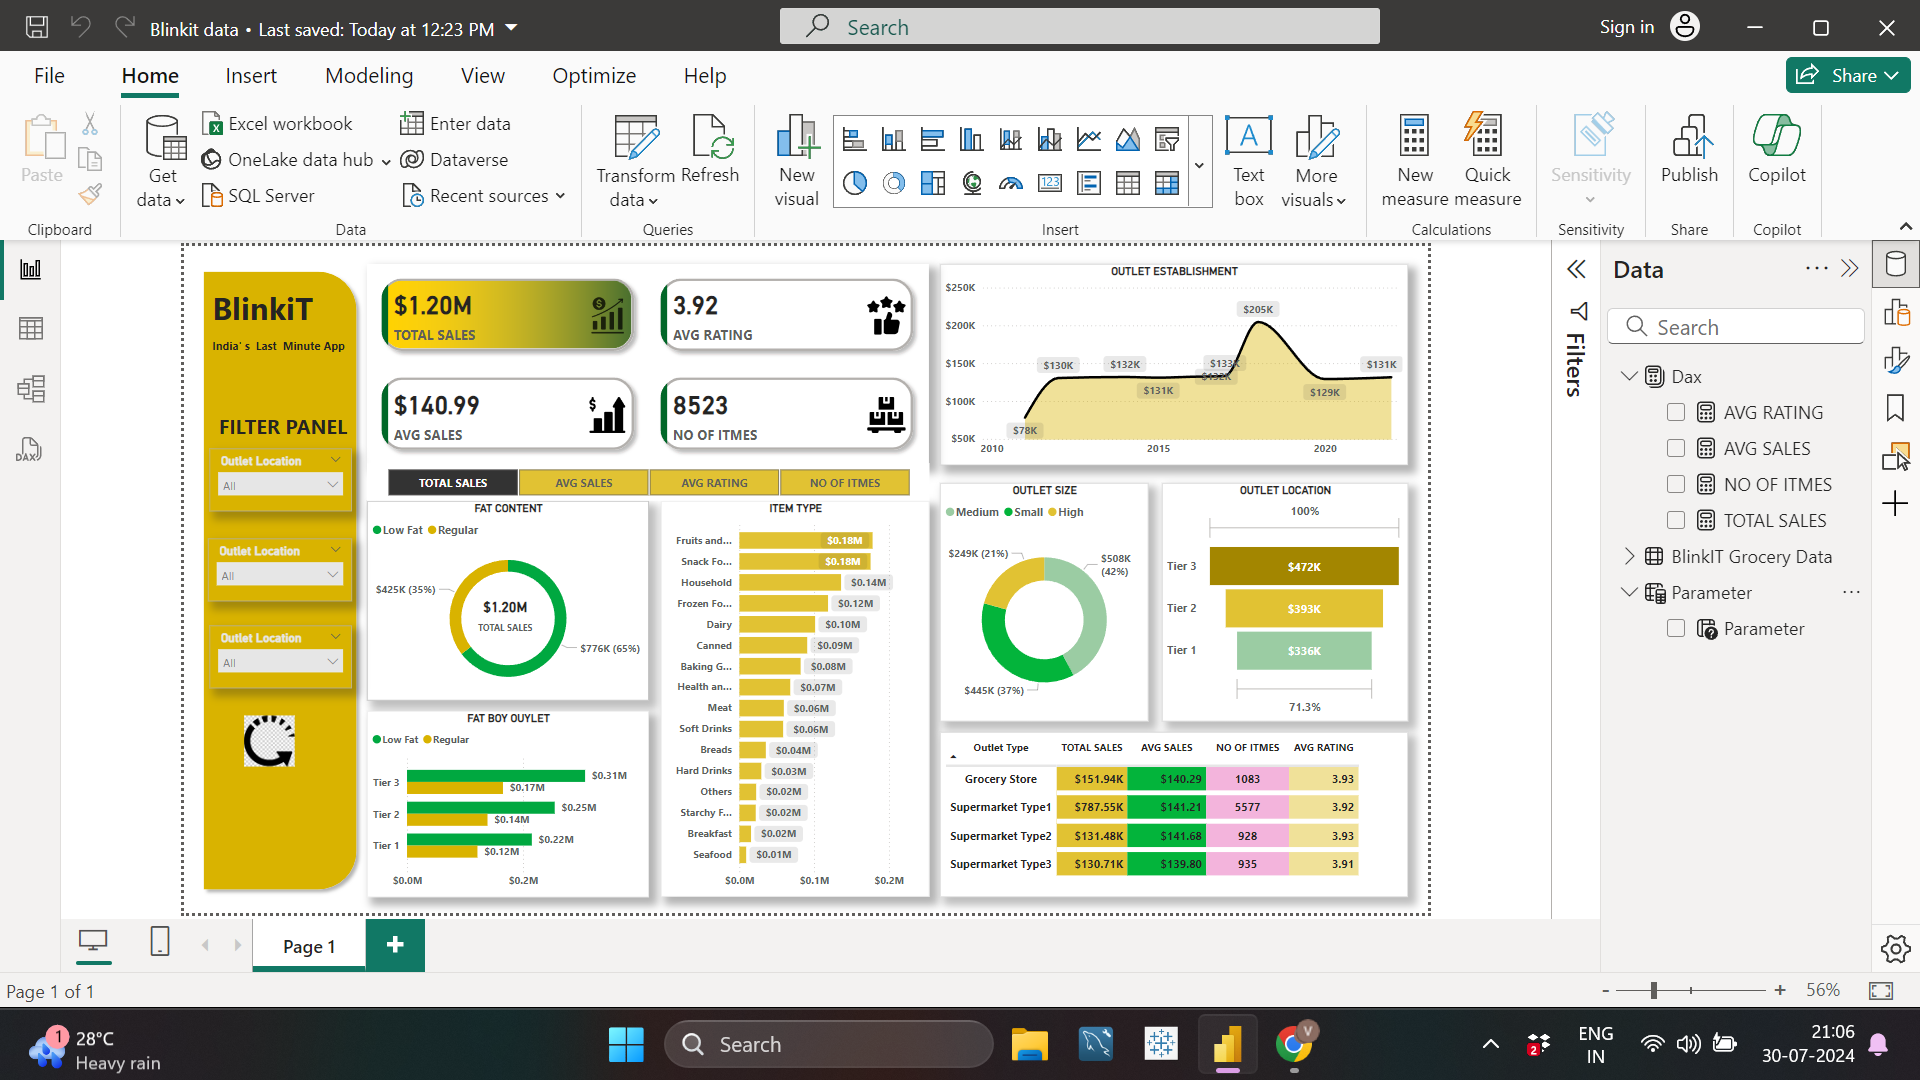 Blinkit data • Last saved: Today at 12:23 PM
Search
Sign in
File
Home
Insert
Modeling
View
Optimize
Help
Share
Paste
Clipboard
Get data
Excel workbook
OneLake data hub
SQL Server
Enter data
Dataverse
Recent sources
Data
Transform data
Refresh
Queries
New visual
123
A
Text box
More visuals
Insert
New measure
Quick measure
Calculations
Sensitivity
Sensitivity
Publish
Share
Copilot
Copilot
DAX
BlinkiT
India's Last Minute App
FILTER PANEL
Outlet Location
All
Outlet Location
All
Outlet Location
All
$1.20M
TOTAL SALES
3.92
AVG RATING
$140.99
AVG SALES
8523
NO OF ITMES
TOTAL SALES
AVG SALES
AVG RATING
NO OF ITMES
FAT CONTENT
Low Fat
Regular
$425K (35%)
$1.20M
TOTAL SALES
$776K (65%)
FAT BOY OUYLET
Low Fat
Regular
Tier 3
$0.31M
$0.17M
Tier 2
$0.25M
$0.14M
Tier 1
$0.22M
$0.12M
$0.0M
$0.2M
ITEM TYPE
Fruits and... $0.18M
Snack Fo... $0.18M
Household $0.14M
Frozen Fo... $0.12M
Dairy $0.10M
Canned $0.09M
Baking G... $0.08M
Health an... $0.07M
Meat $0.06M
Soft Drinks $0.06M
Breads $0.04M
Hard Drinks $0.03M
Others $0.02M
Starchy F... $0.02M
Breakfast $0.02M
Seafood $0.01M
$0.0M $0.1M $0.2M
OUTLET ESTABLISHMENT
$250K
$200K
$150K
$100K
$50K
$78K
$130K
$132K
$131K
$132K
$133K
$205K
$129K
$131K
2010 2015 2020
OUTLET SIZE
Medium
Small
High
$249K (21%)
$508K (42%)
$445K (37%)
OUTLET LOCATION
100%
Tier 3 $472K
Tier 2 $393K
Tier 1 $336K
71.3%
Outlet Type TOTAL SALES AVG SALES NO OF ITMES AVG RATING
Grocery Store $151.94K $140.29 1083 3.93
Supermarket Type1 $787.55K $141.21 5577 3.92
Supermarket Type2 $131.48K $141.68 928 3.93
Supermarket Type3 $130.71K $139.80 935 3.91
Filters
Data
Search
Dax
AVG RATING
AVG SALES
NO OF ITMES
TOTAL SALES
BlinkIT Grocery Data
Parameter
Parameter
Page 1
Page 1 of 1
56%
1
28°C
Heavy rain
Search
V
2
ENG
IN
21:06
30-07-2024